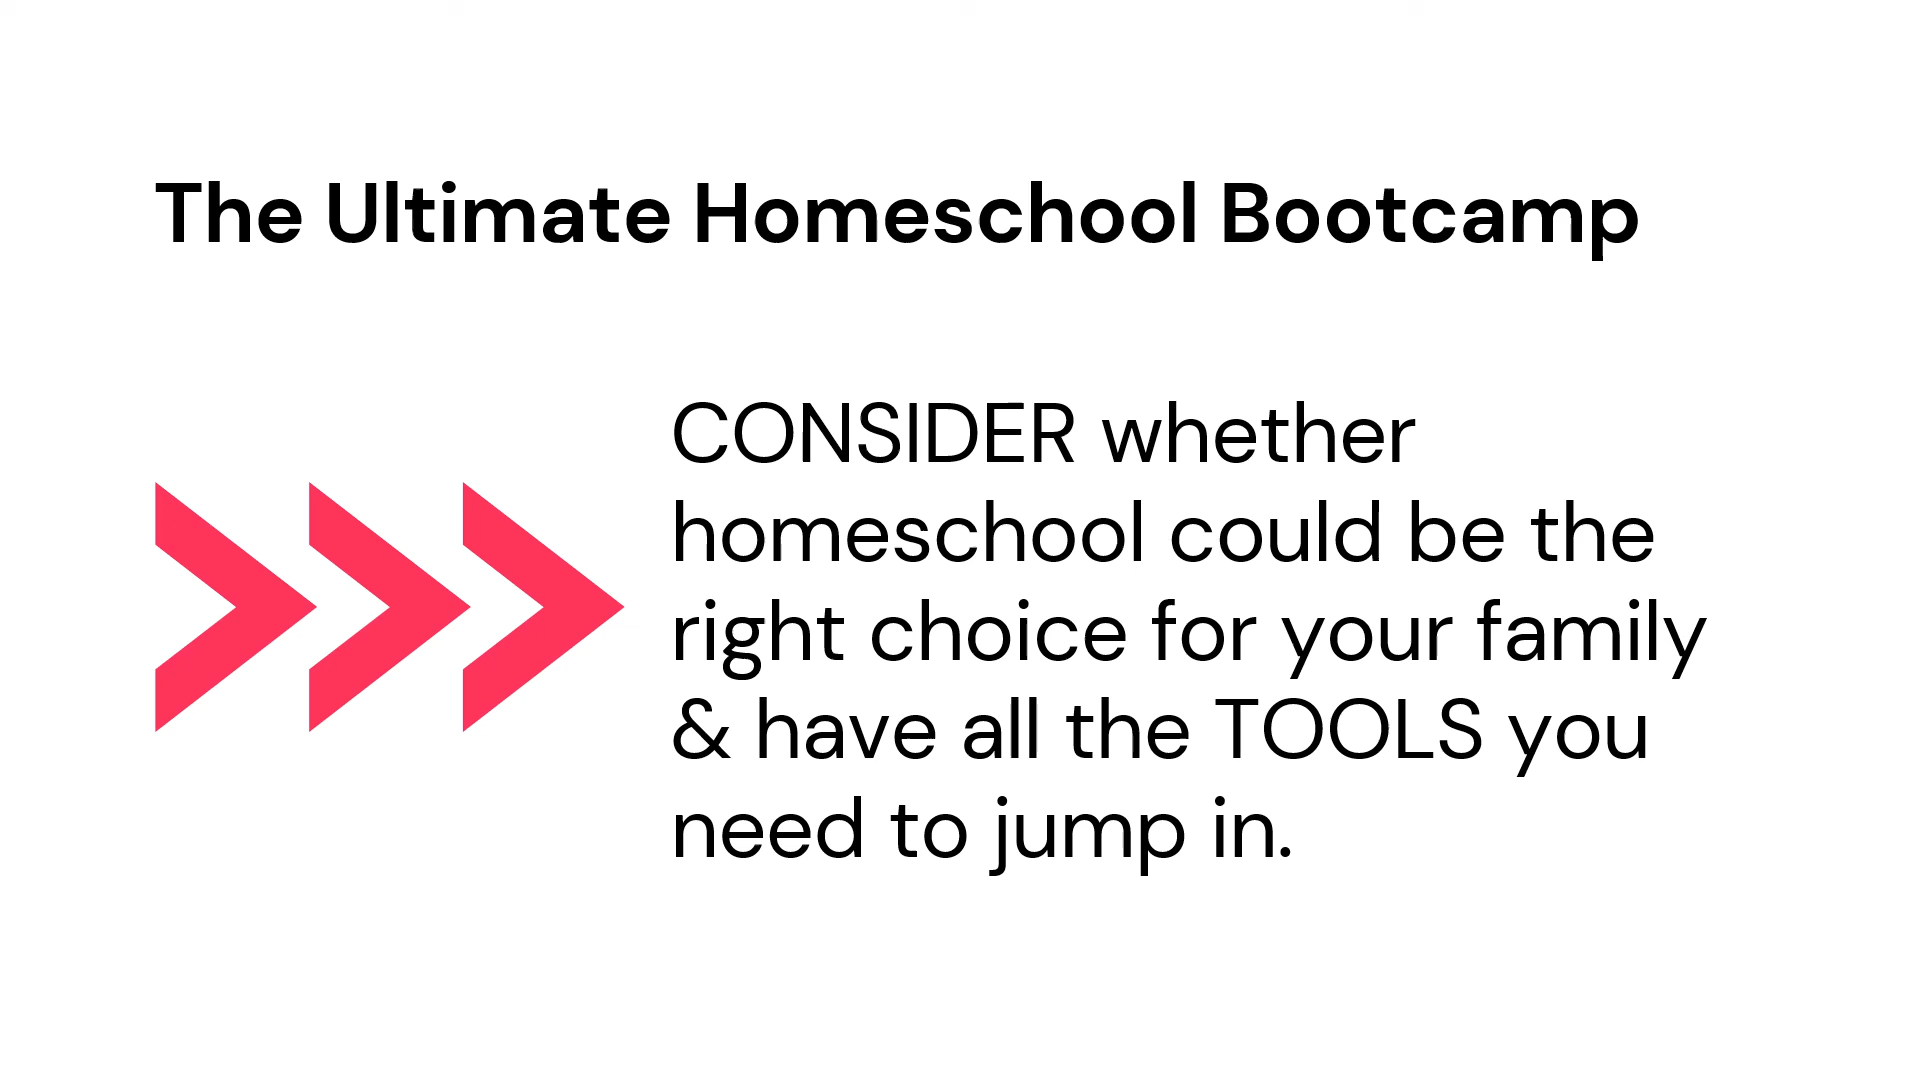 The Ultimate Homeschool Bootcamp
CONSIDER whether
homeschool could be the
right choice for your family
& have all the TOOLS you
need to jump in.